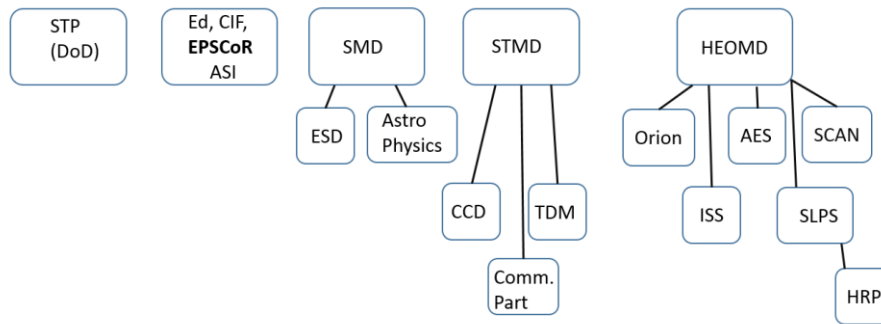 STP
(DoD)
Ed, CIF,
EPSCoR
ASI
SMD
STMD
HEOMD
ESD
Astro
Physics
Orion
AES
SCAN
CCD
TDM
ISS
SLPS
Comm.
Part
HRP